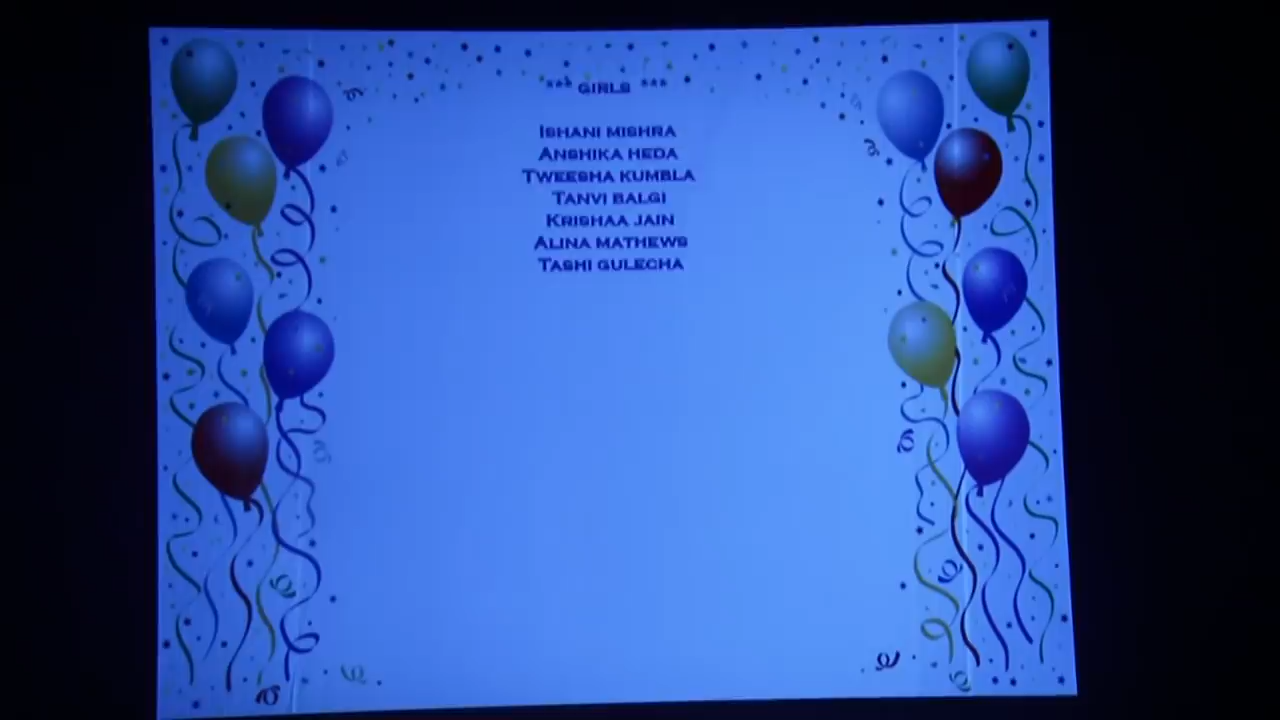 *** GIRLS ***
ISHANI MISHRA
ANSHIKA HEDA
TWEESHA KUMBLA
TANVI BALGI
KRISHAA JAIN
ALINA MATHEWS
TASHI GULECHA